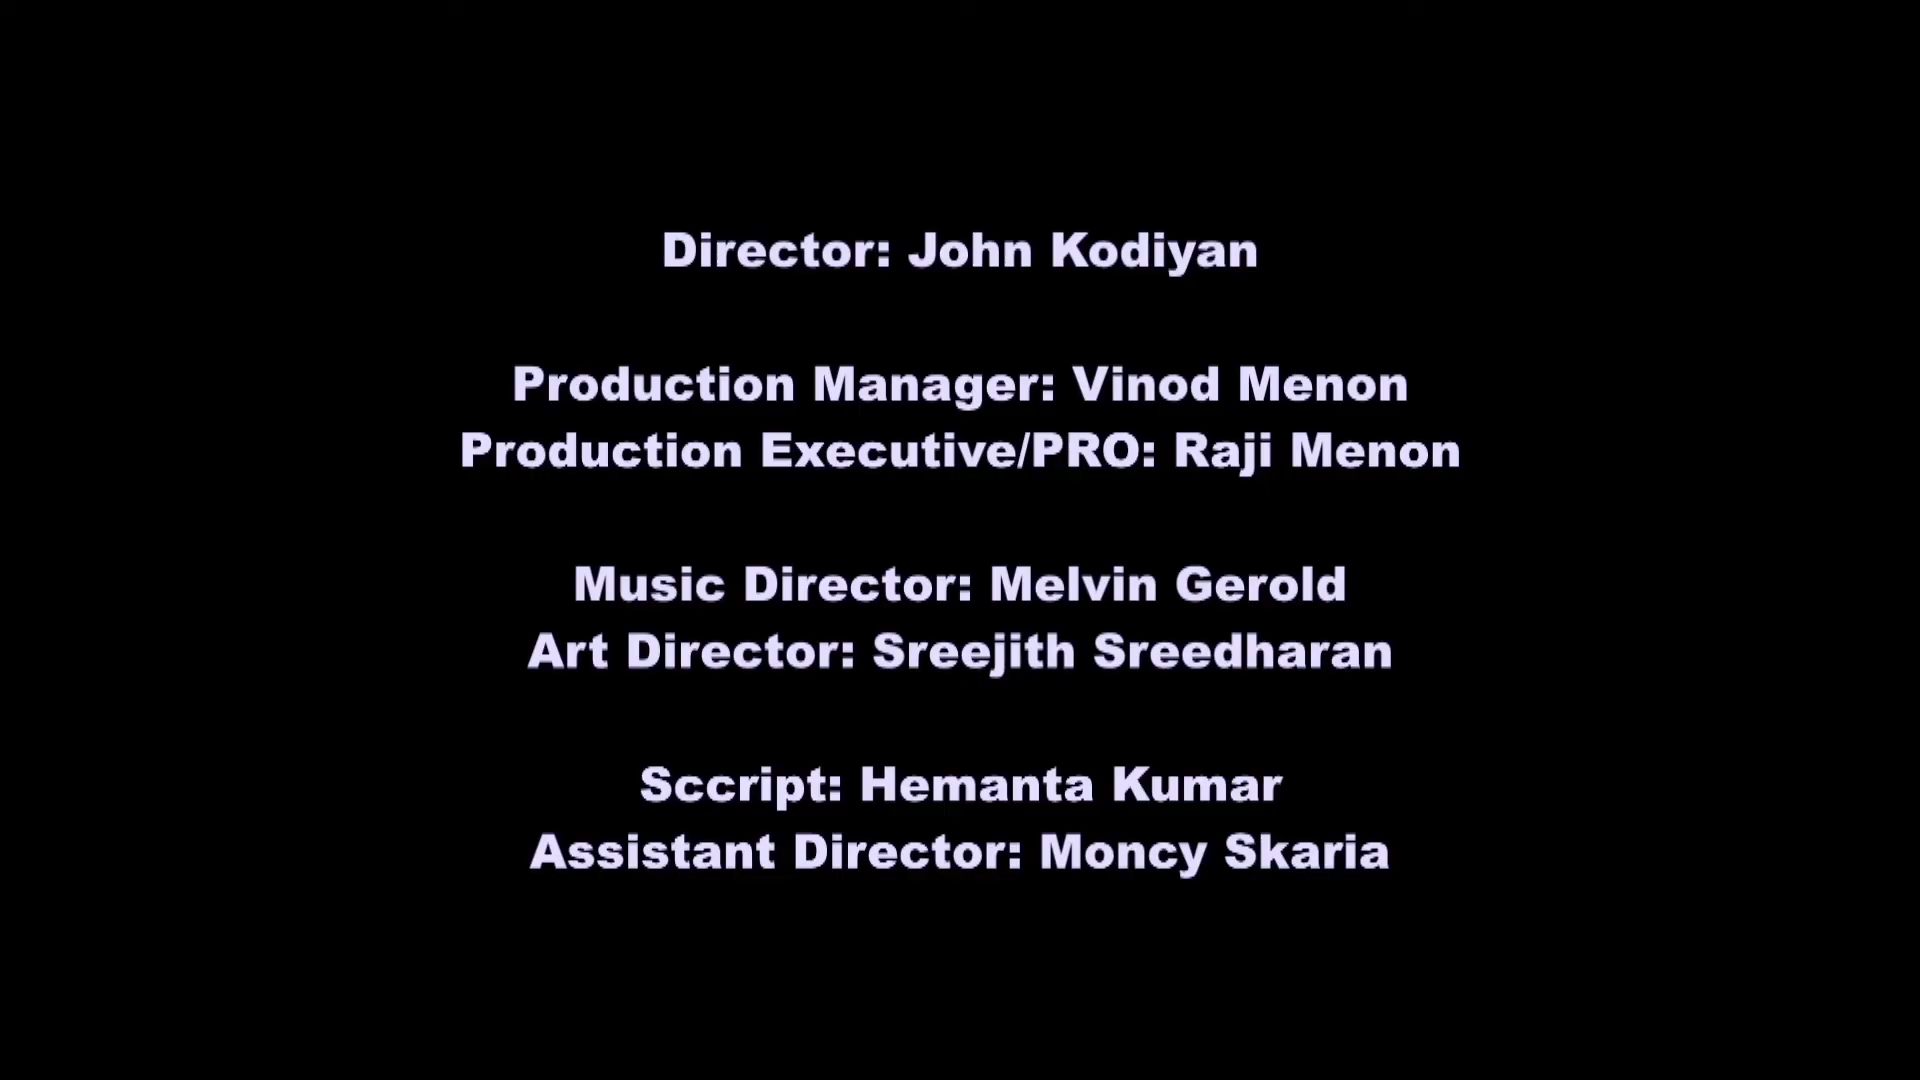 Director: John Kodiyan
Production Manager: Vinod Menon
Production Executive/PRO: Raji Menon
Music Director: Melvin Gerold
Art Director: Sreejith Sreedharan
Sccript: Hemanta Kumar
Assistant Director: Moncy Skaria